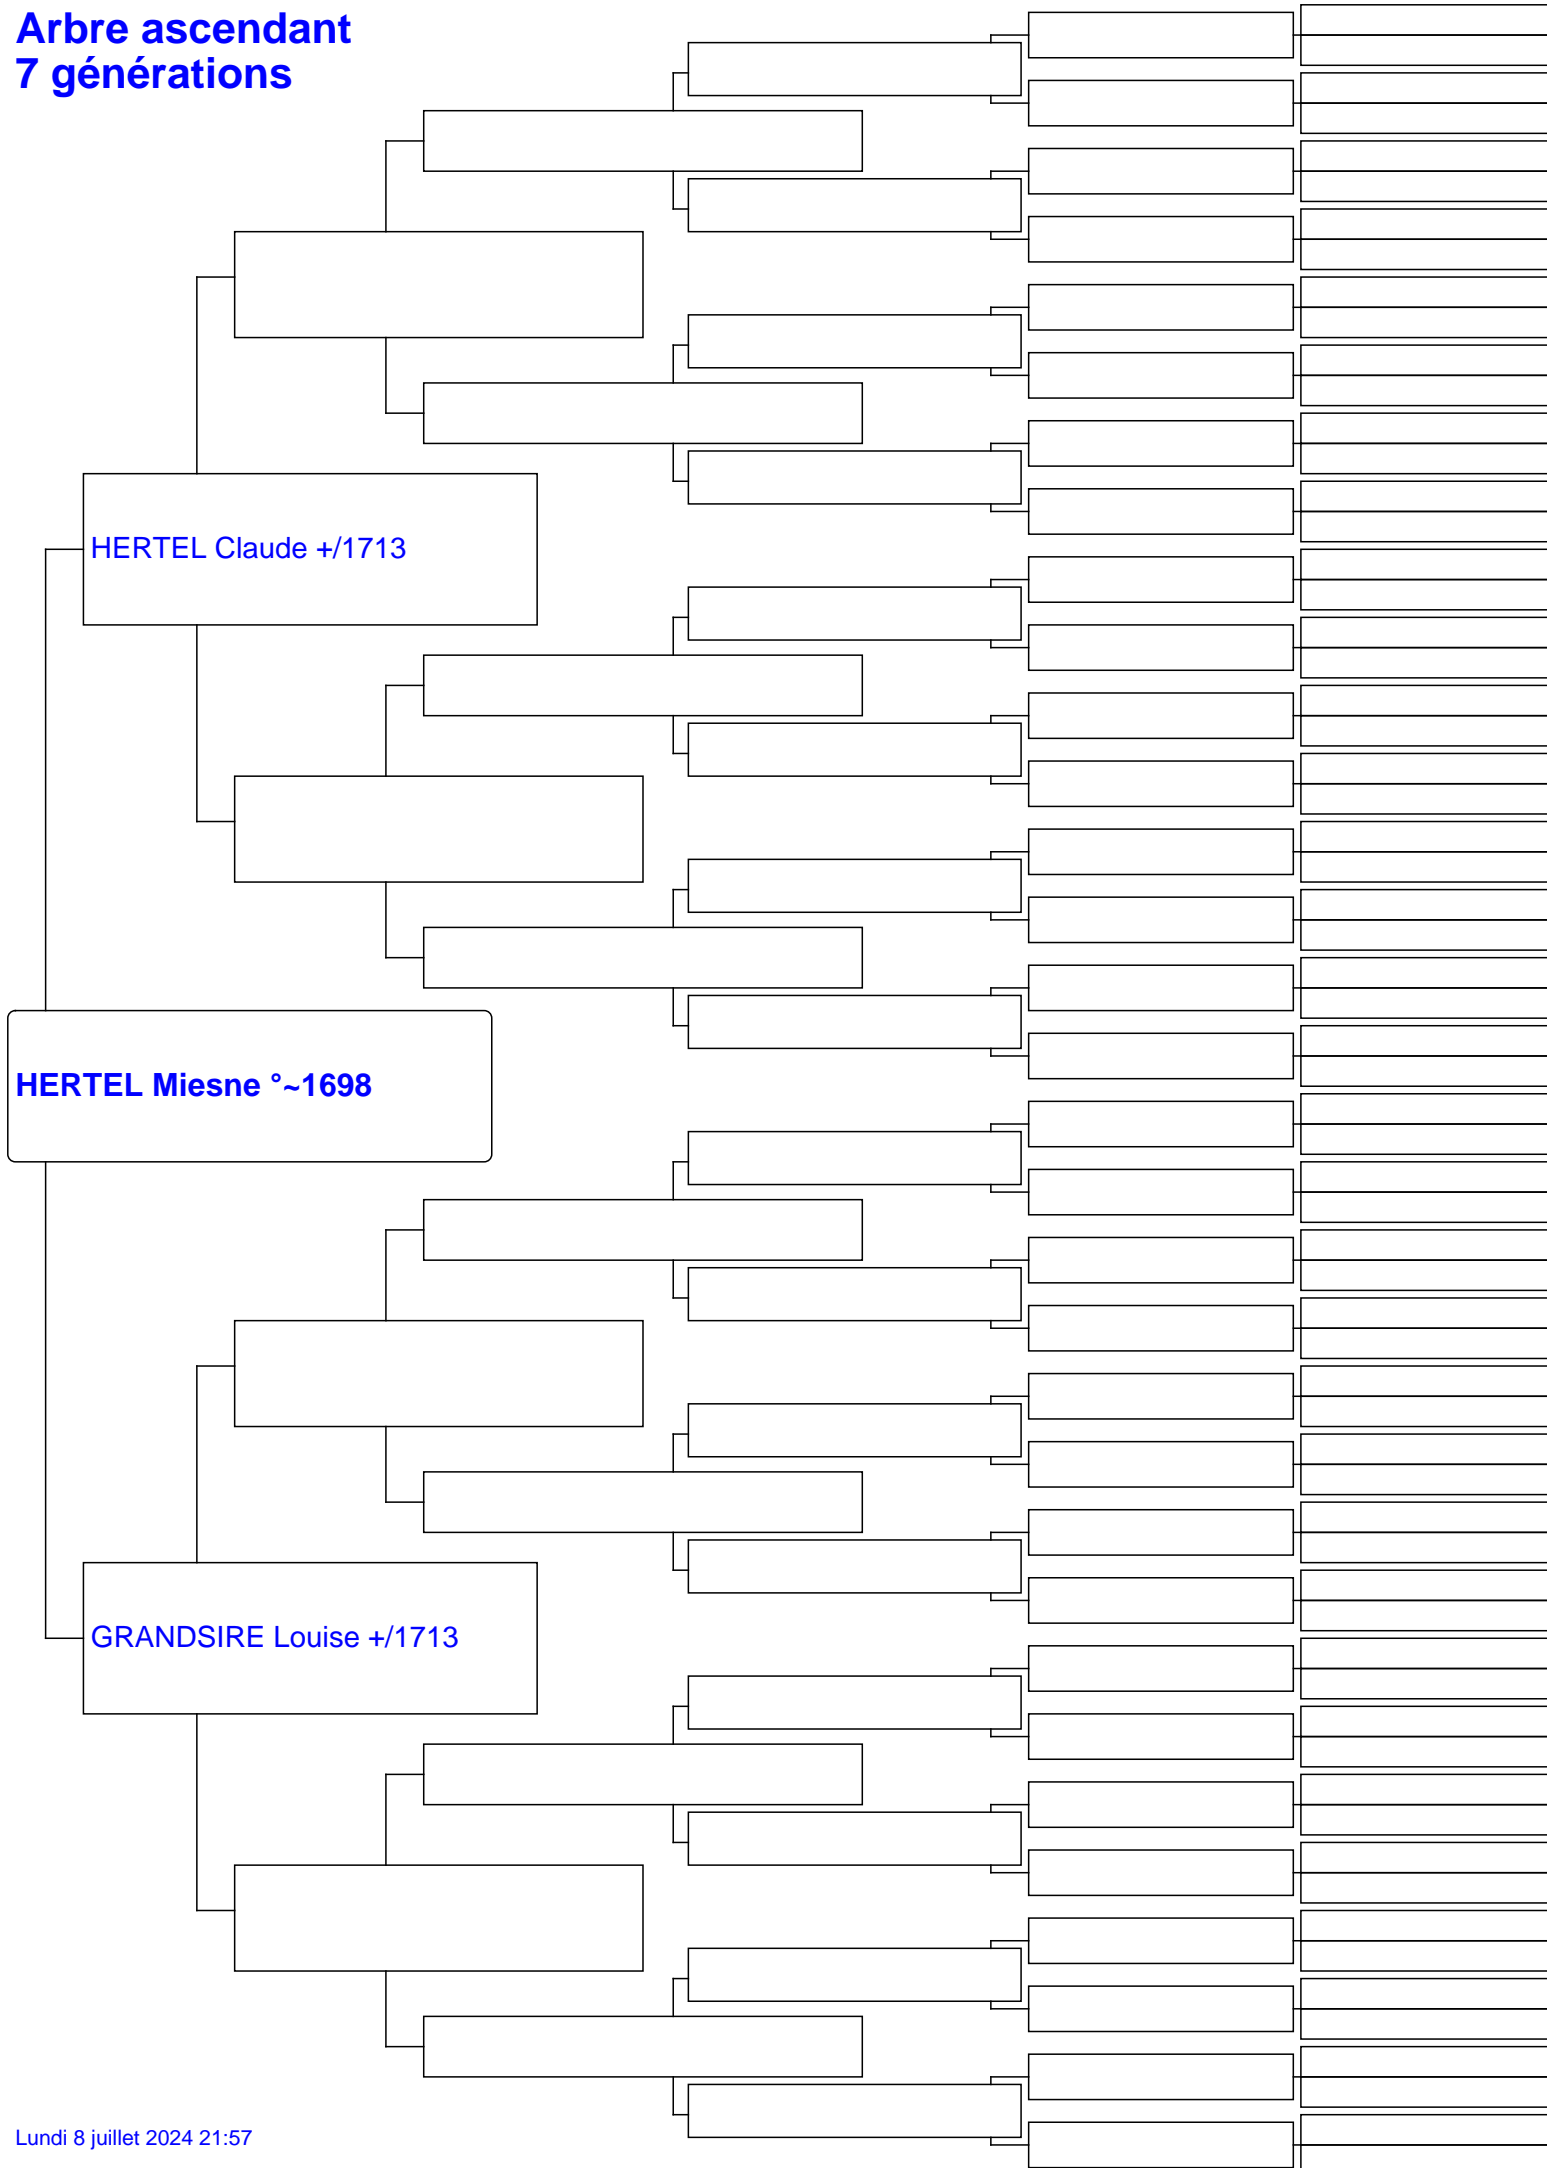 Arbre ascendant
7 générations
HERTEL Claude +/1713
HERTEL Miesne °~1698
GRANDSIRE Louise +/1713
Lundi 8 juillet 2024 21:57